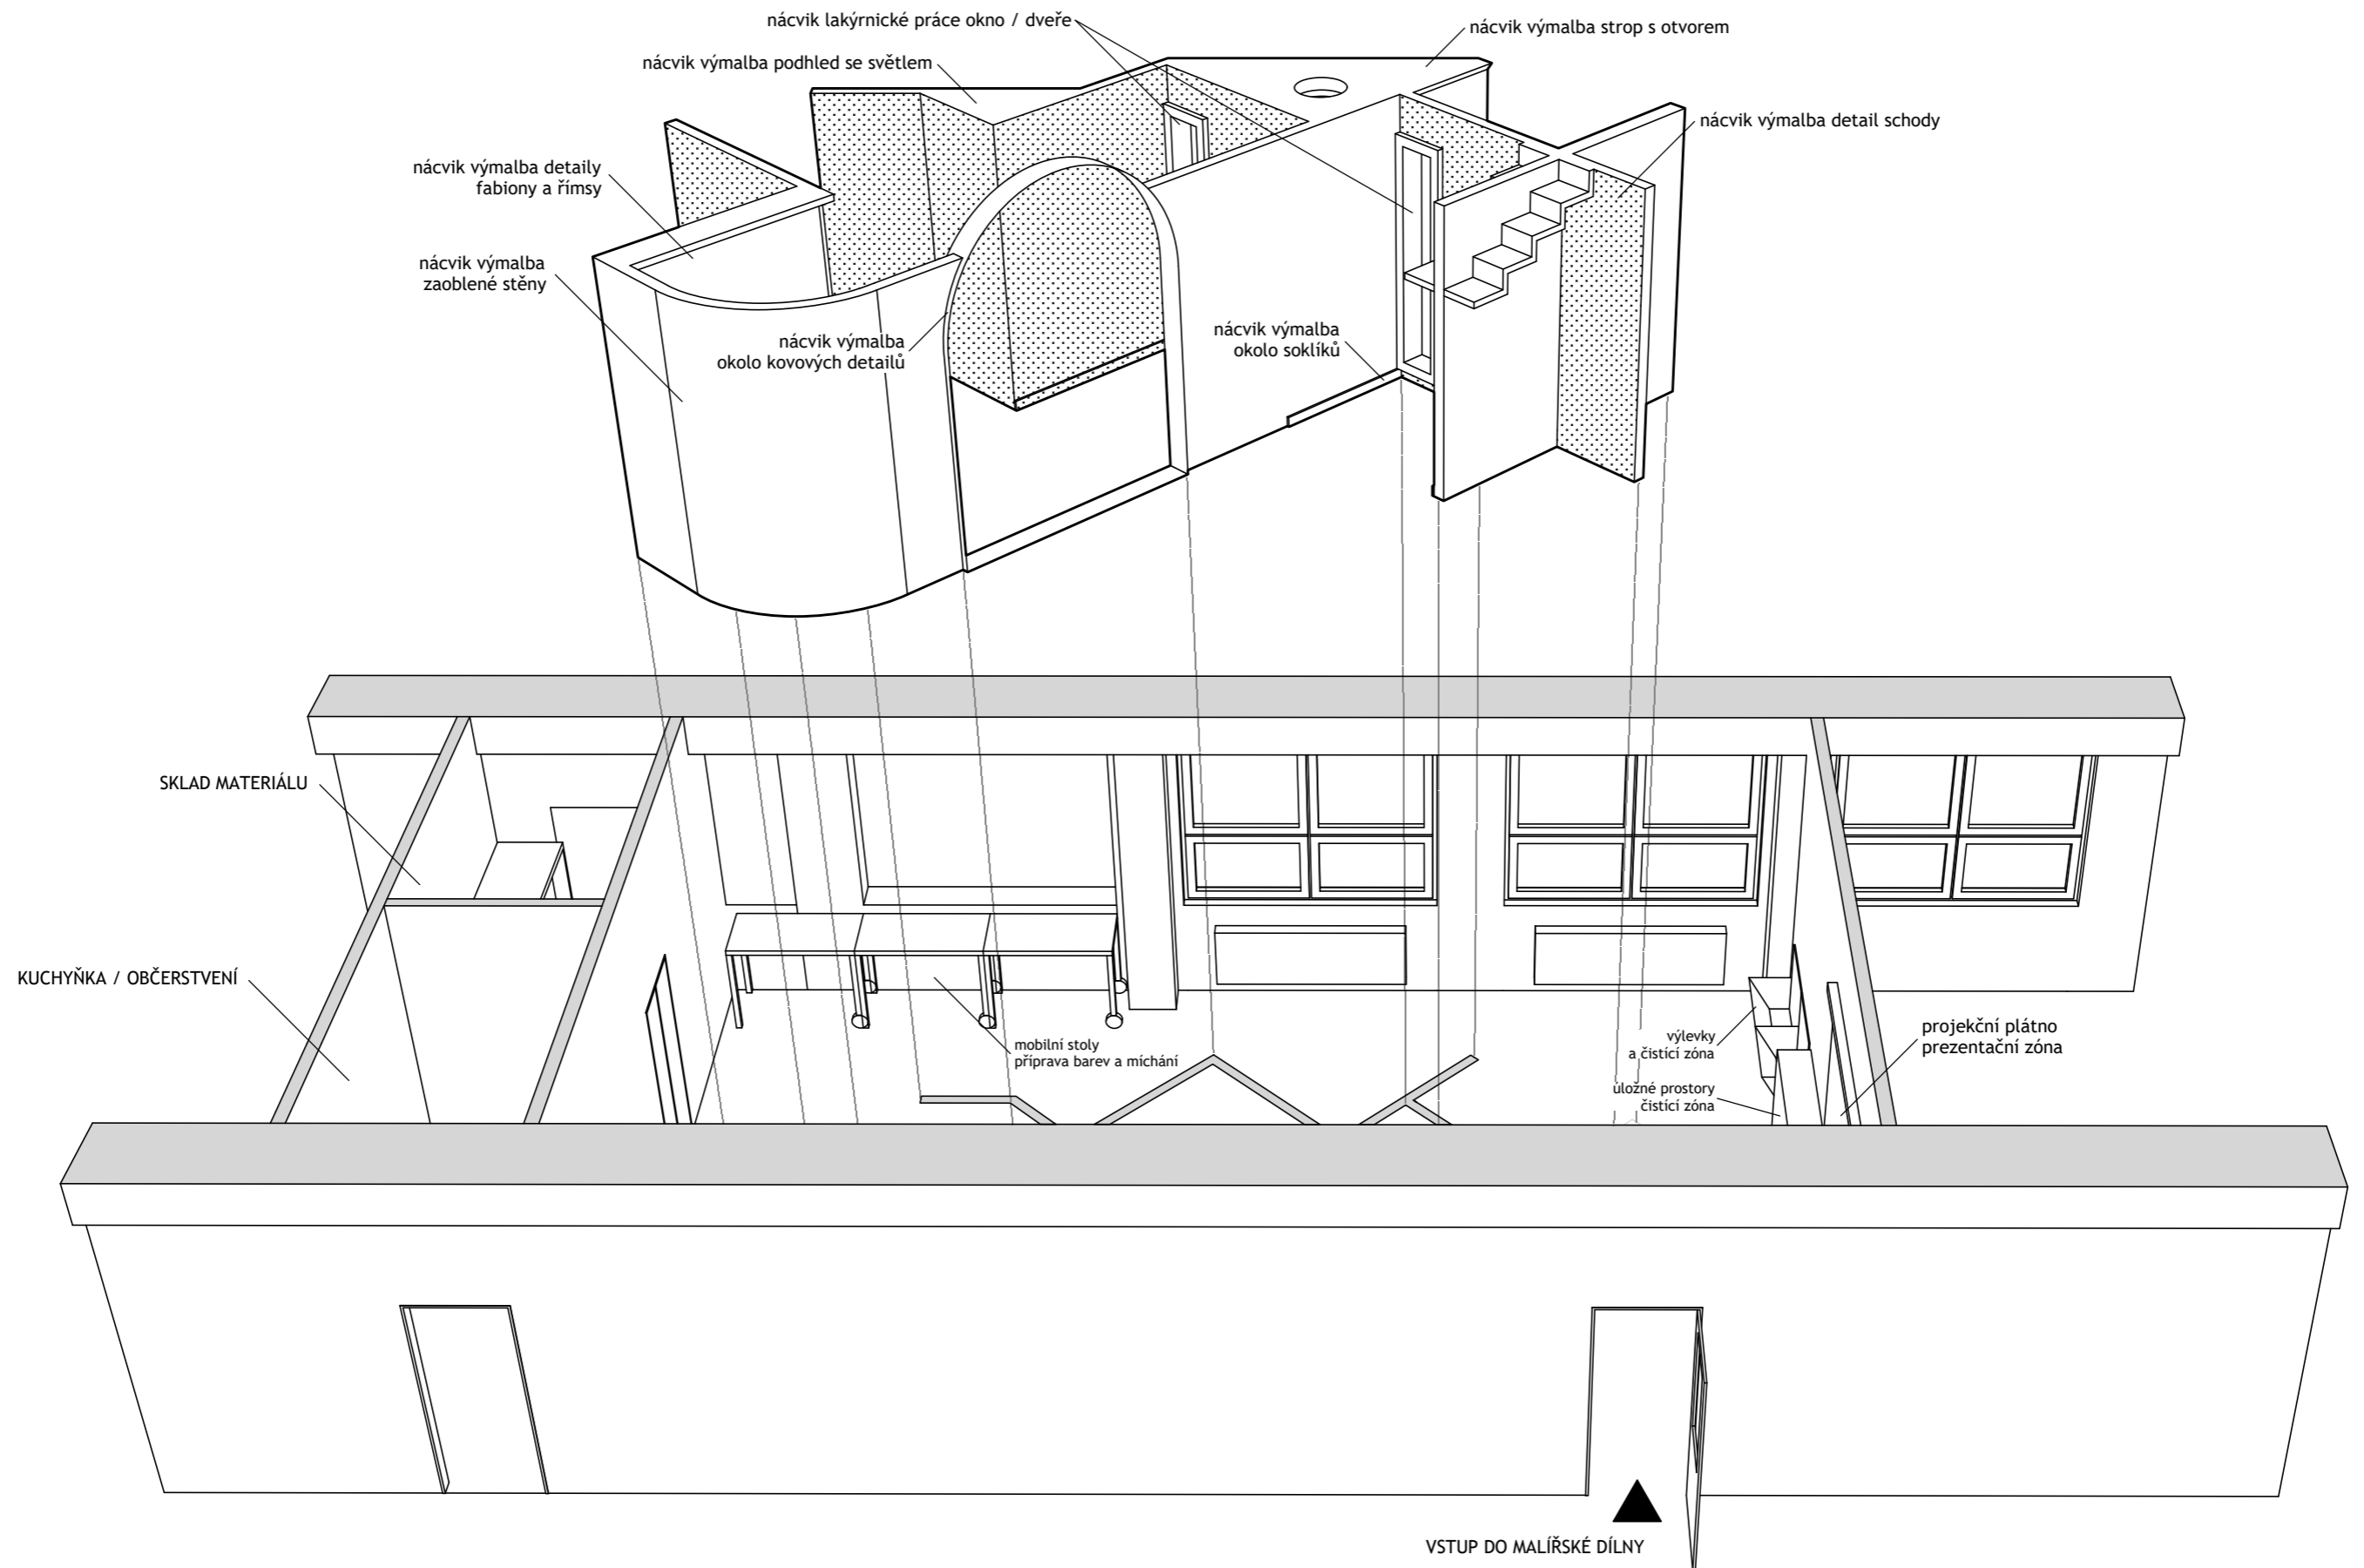 nácvik lakýrnické práce okno / dveře
nácvik výmalba strop s otvorem
nácvik výmalba podhled se světlem
nácvik výmalba detail schody
nácvik výmalba detaily
fabiony a římsy
nácvik výmalba
zaoblené stěny
nácvik výmalba
okolo kovových detailů
nácvik výmalba
okolo soklíků
SKLAD MATERIÁLU
KUCHYŇKA / OBČERSTVENÍ
mobilní stoly
příprava barev a míchání
výlevky
a čistící zóna
projekční plátno
prezentační zóna
úložné prostory
čistící zóna
VSTUP DO MALÍŘSKÉ DÍLNY